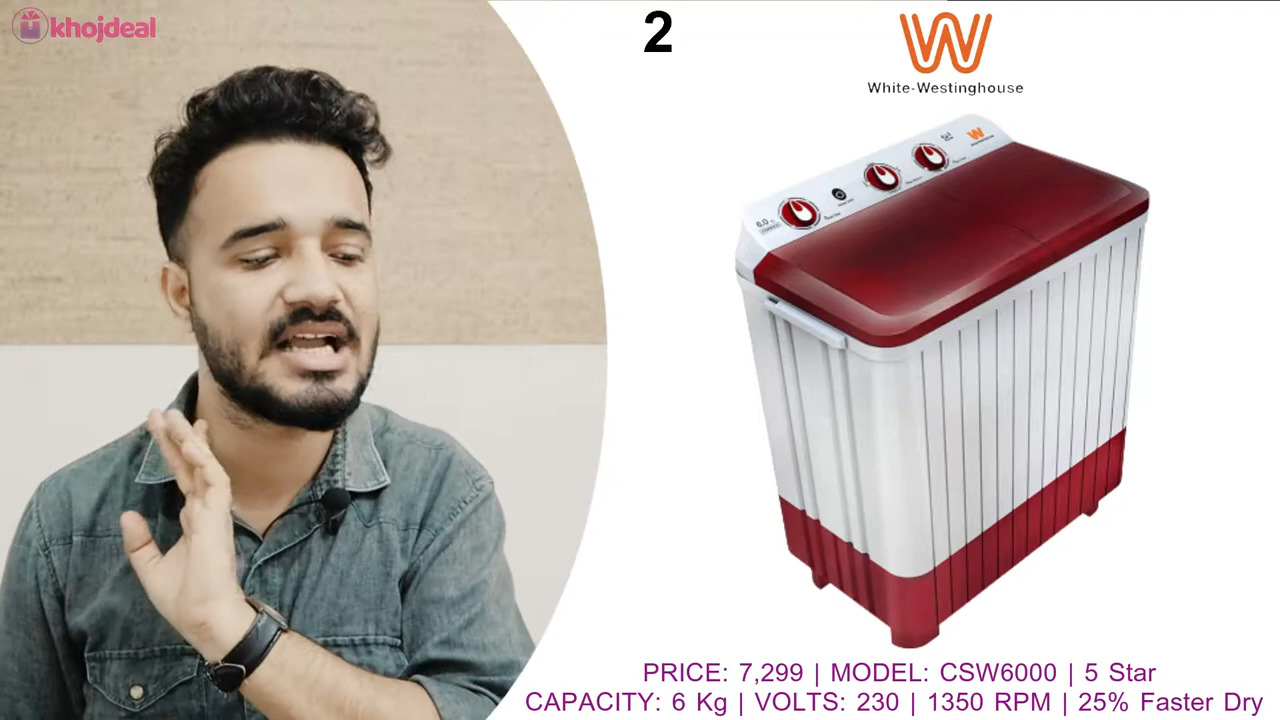 khojdeal
2
White-Westinghouse
6.0
PRICE: 7,299 | MODEL: CSW6000 | 5 Star
CAPACITY: 6 Kg | VOLTS: 230 | 1350 RPM | 25% Faster Dry